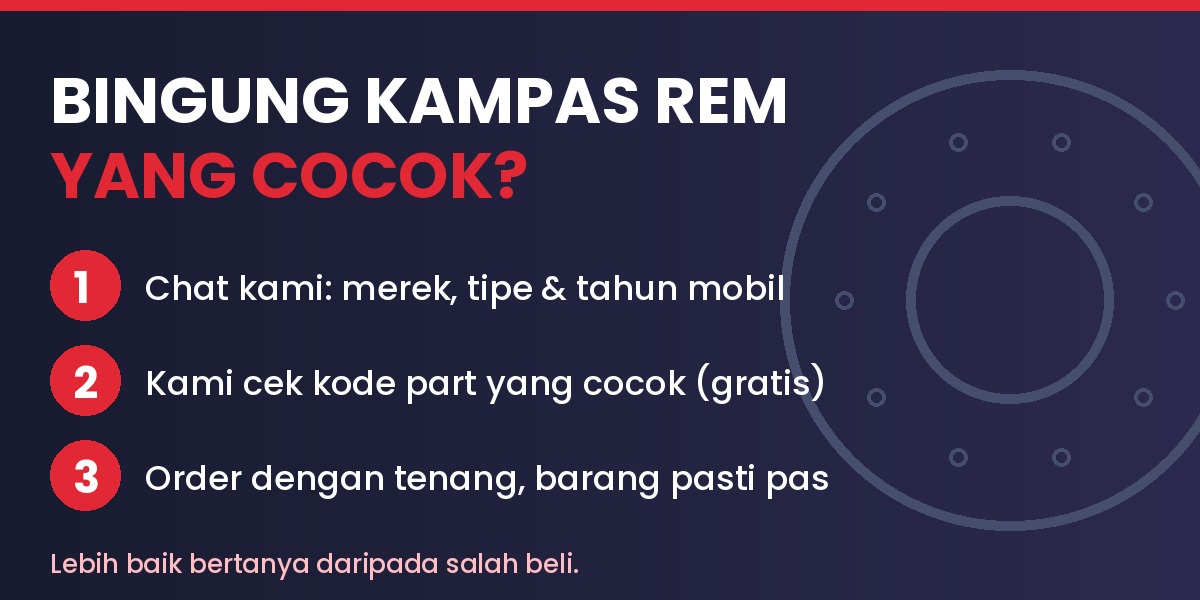 BINGUNG KAMPAS REM
YANG COCOK?
1 Chat kami: merek, tipe & tahun mobil
2 Kami cek kode part yang cocok (gratis)
3 Order dengan tenang, barang pasti pas
Lebih baik bertanya daripada salah beli.